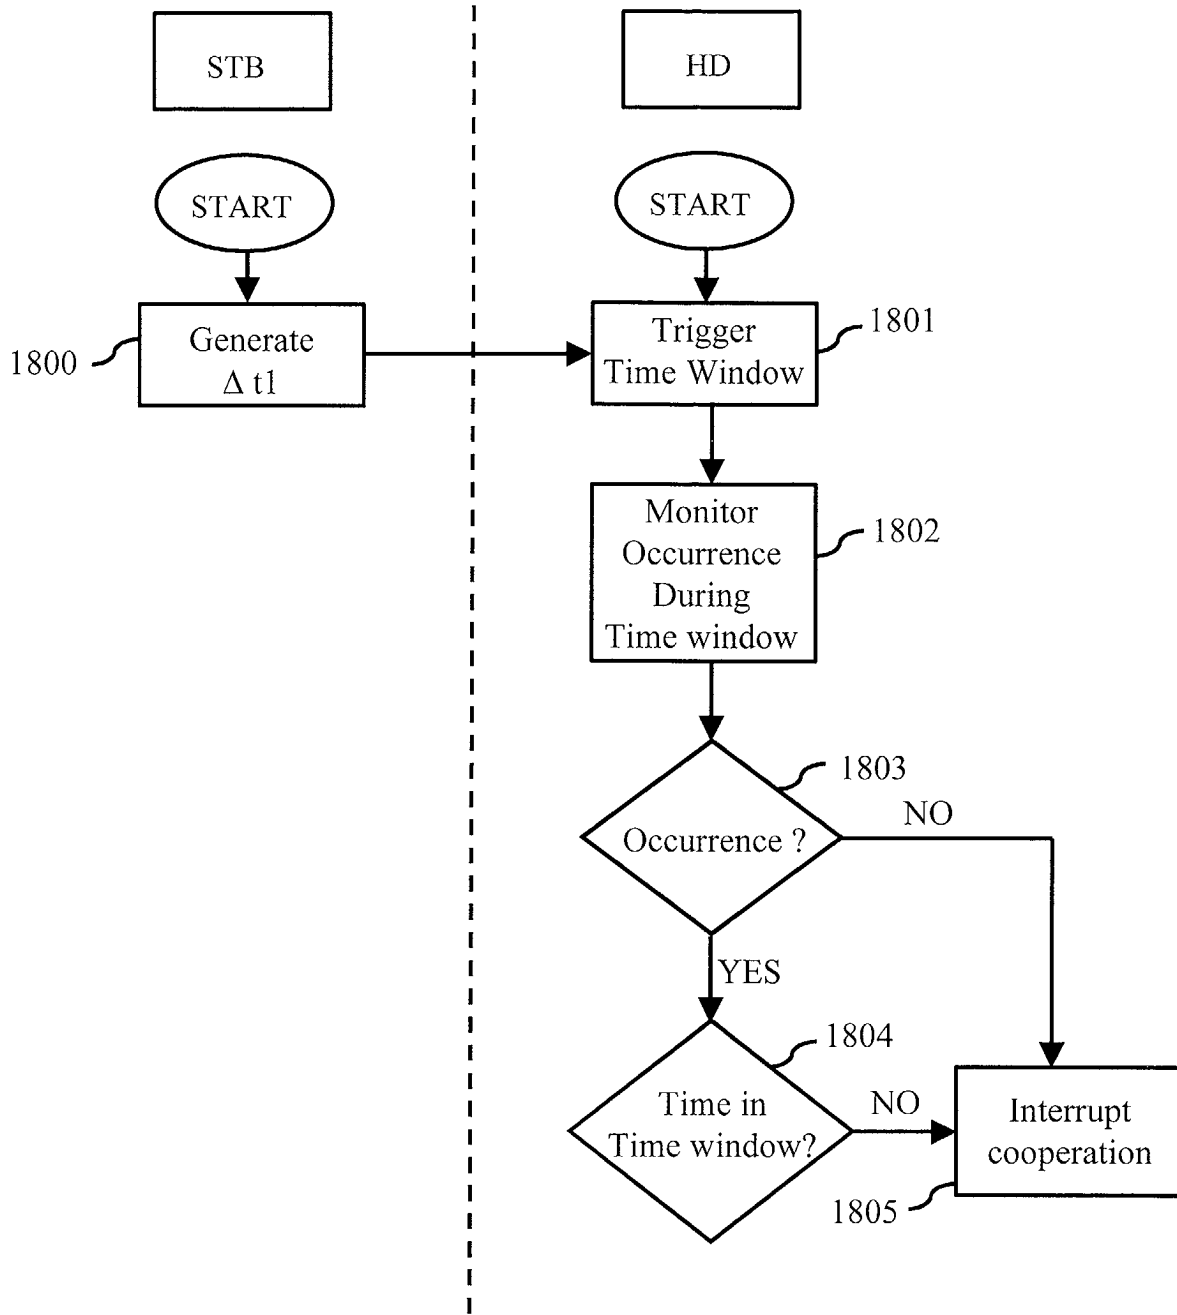 STB
HD
START
START
1800
Generate
Δ t1
Trigger
Time Window
1801
Monitor
Occurrence
During
Time window
1802
1803
Occurrence ?
NO
YES
1804
Time in
Time window?
NO
Interrupt
cooperation
1805